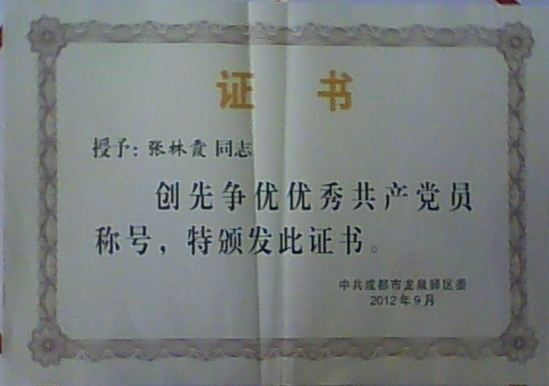 证书
授予：张林霞 同志
创先争优优秀共产党员
称号，特颁发此证书。
中共成都市龙泉驿区委
2012年9月